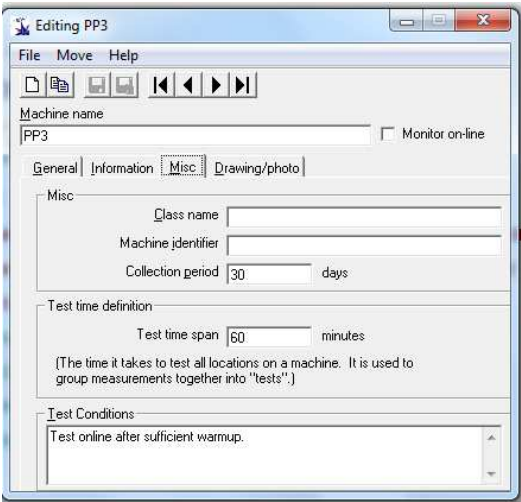 Editing PP3
File Move Help
Machine name
PP3
Monitor on-line
General Information Misc Drawing/photo
Misc
Class name
Machine identifier
Collection period 30 days
Test time definition
Test time span 60 minutes
(The time it takes to test all locations on a machine. It is used to
group measurements together into "tests".)
Test Conditions
Test online after sufficient warmup.